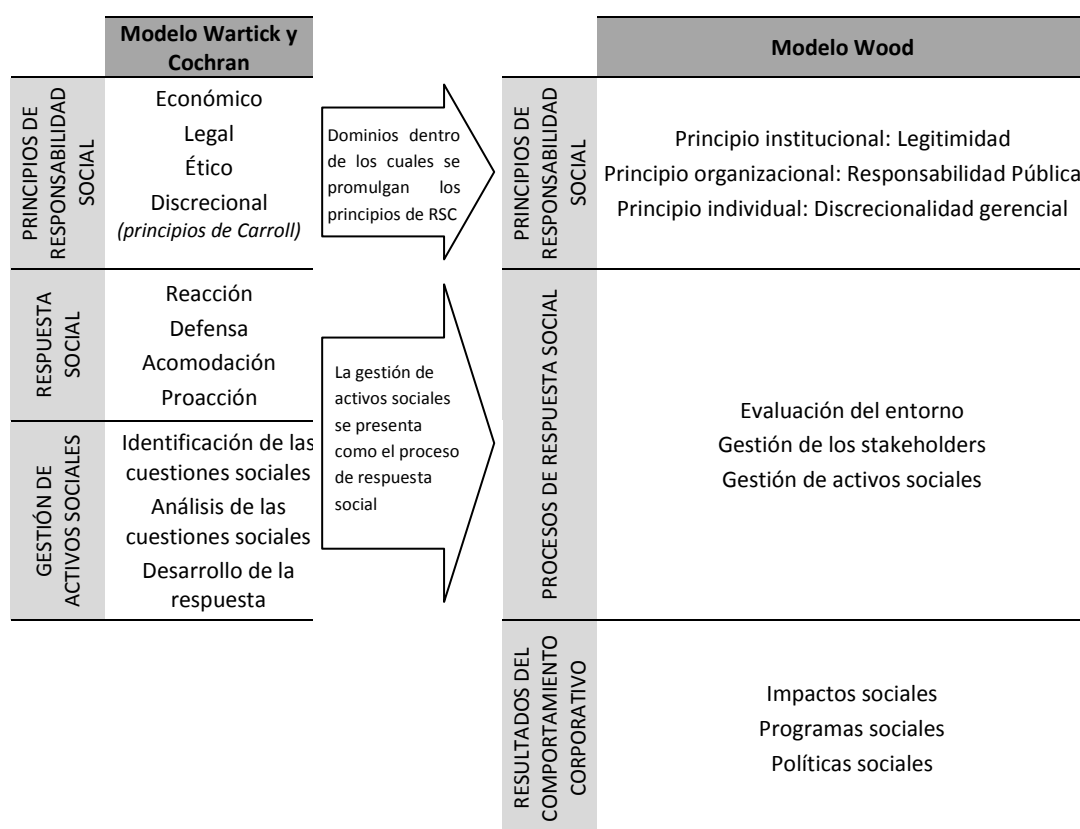 Modelo Wartick y
Cochran
Modelo Wood
PRINCIPIOS DE
RESPONSABILIDAD
SOCIAL
Económico
Legal
Ético
Discrecional
(principios de Carroll)
Dominios dentro
de los cuales se
promulgan los
principios de RSC
PRINCIPIOS DE
RESPONSABILIDAD
SOCIAL
Principio institucional: Legitimidad
Principio organizacional: Responsabilidad Pública
Principio individual: Discrecionalidad gerencial
RESPUESTA
SOCIAL
Reacción
Defensa
Acomodación
Proacción
GESTIÓN DE
ACTIVOS SOCIALES
Identificación de las
cuestiones sociales
Análisis de las
cuestiones sociales
Desarrollo de la
respuesta
La gestión de
activos sociales
se presenta
como el proceso
de respuesta
social
PROCESOS DE RESPUESTA SOCIAL
Evaluación del entorno
Gestión de los stakeholders
Gestión de activos sociales
RESULTADOS DEL
COMPORTAMIENTO
CORPORATIVO
Impactos sociales
Programas sociales
Políticas sociales